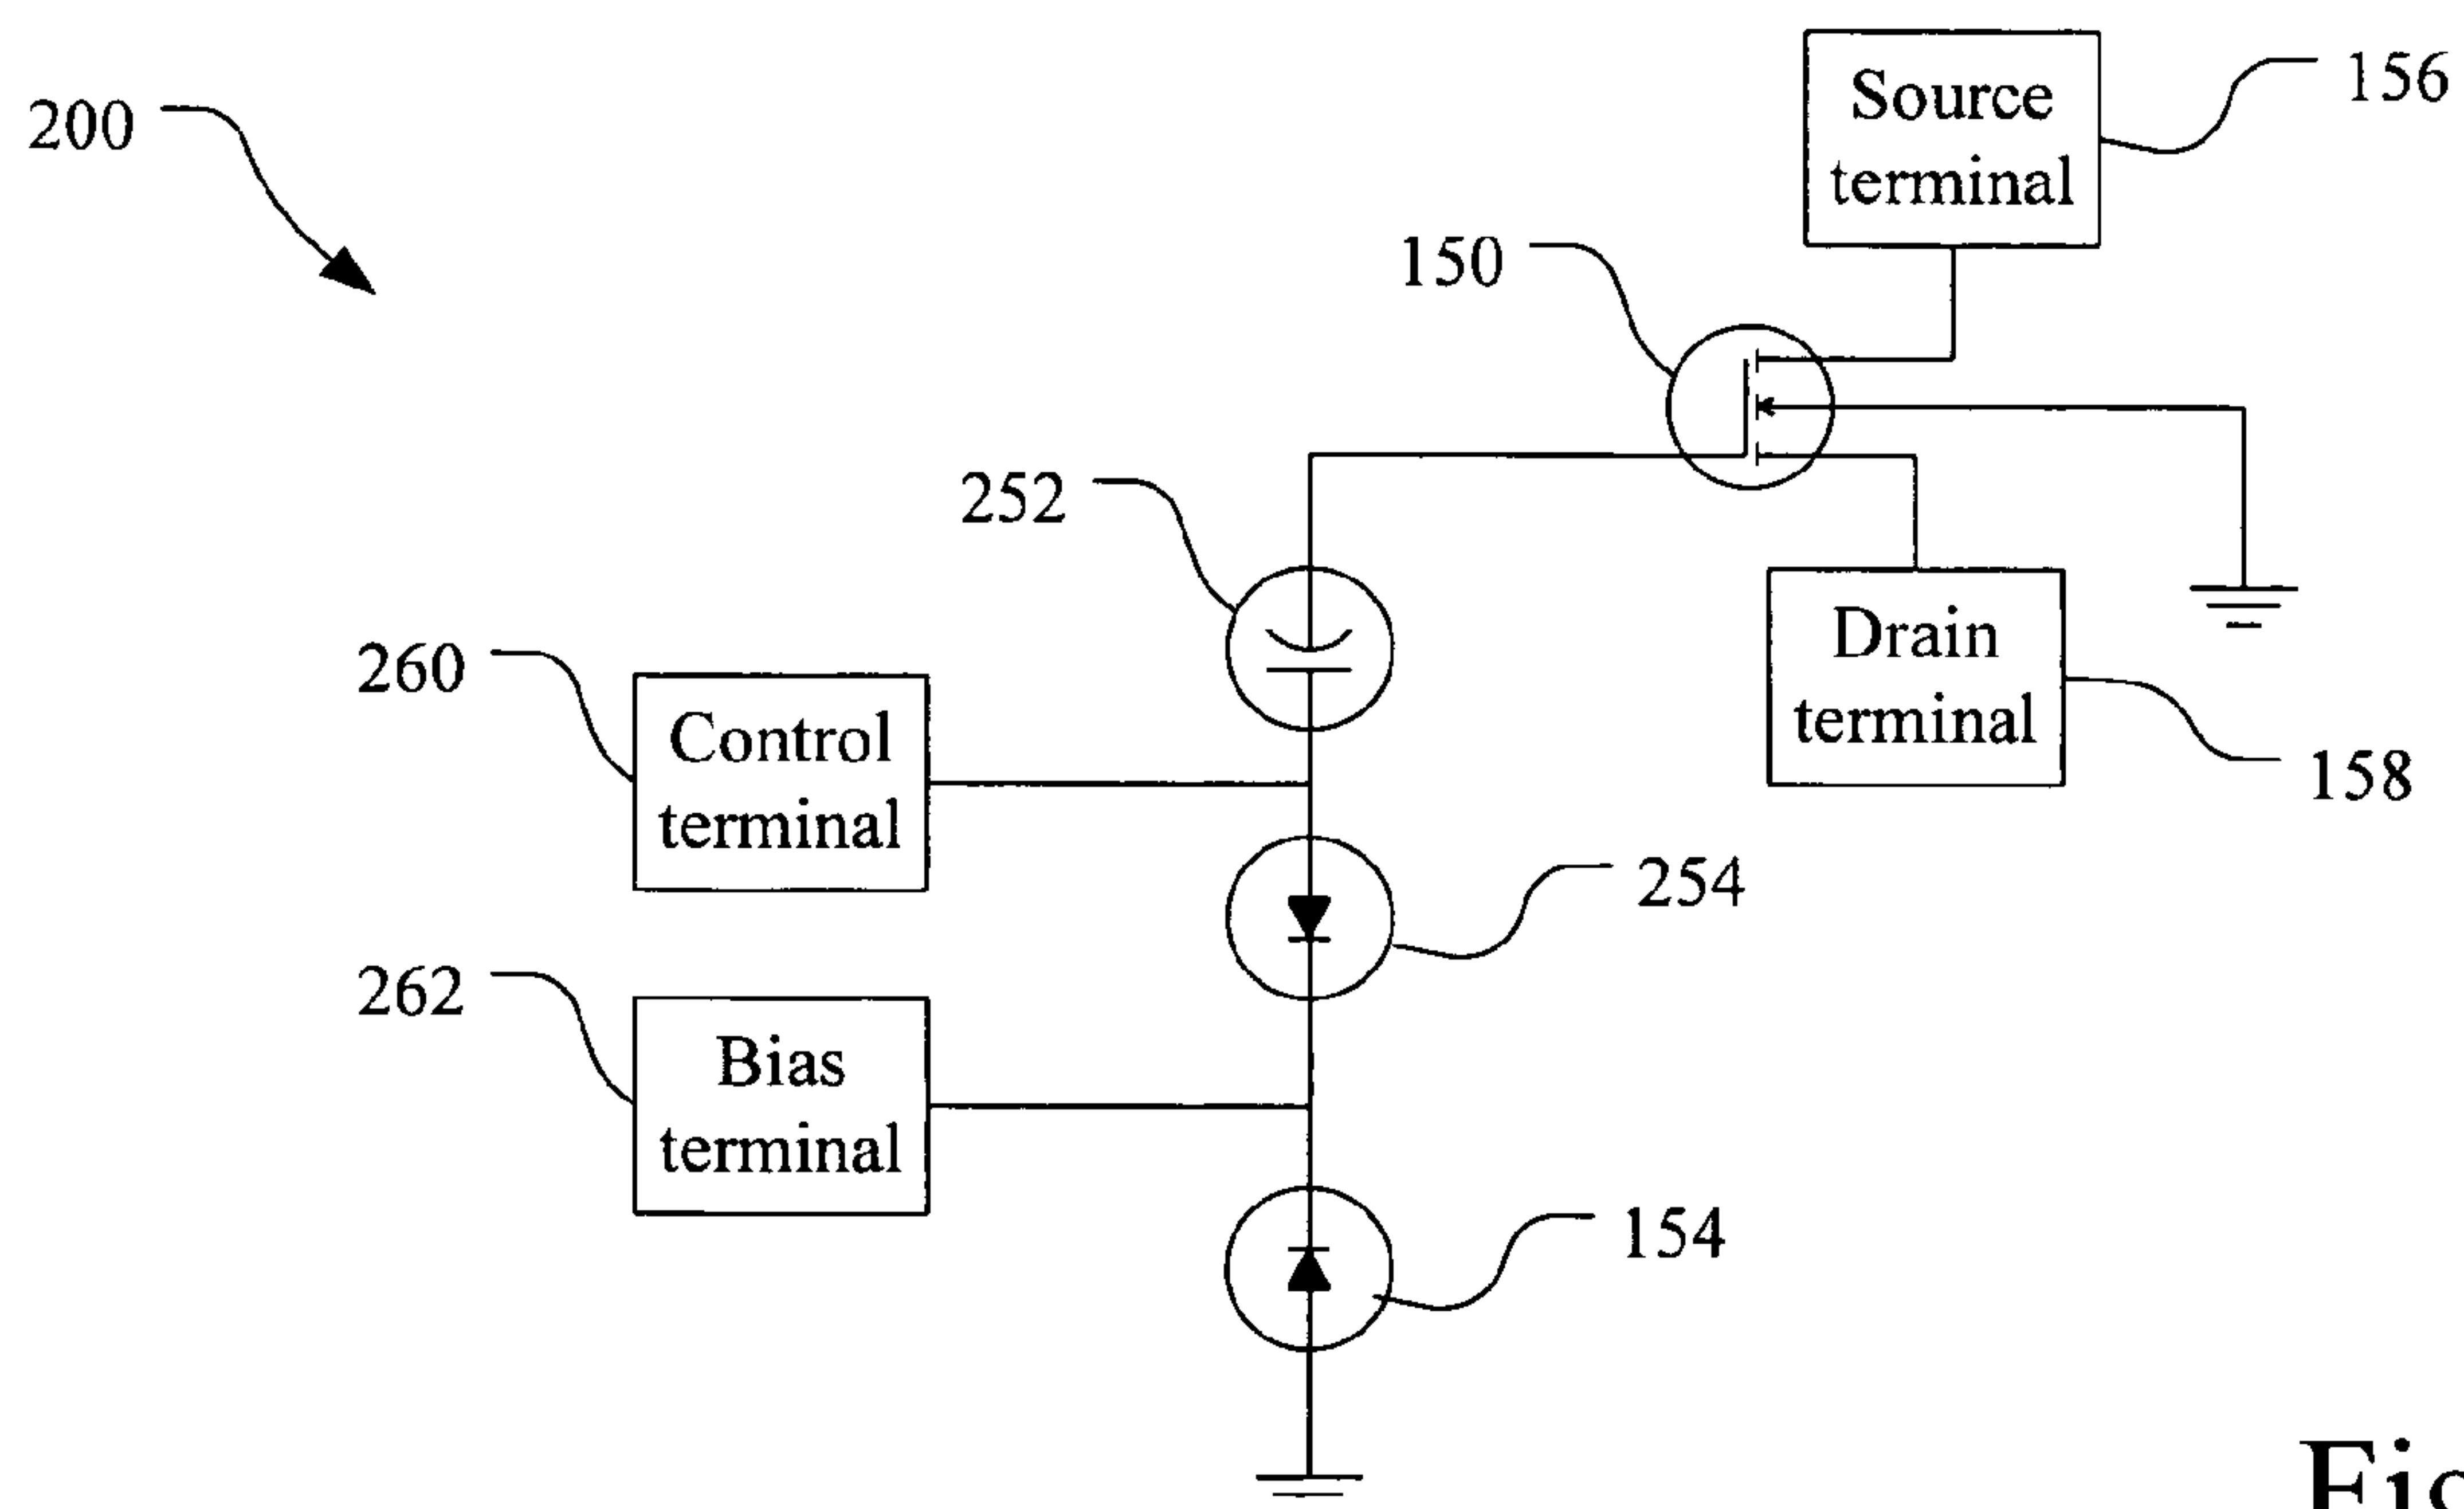 200
Source
terminal
156
150
252
260
Control
terminal
Drain
terminal
158
254
262
Bias
terminal
154